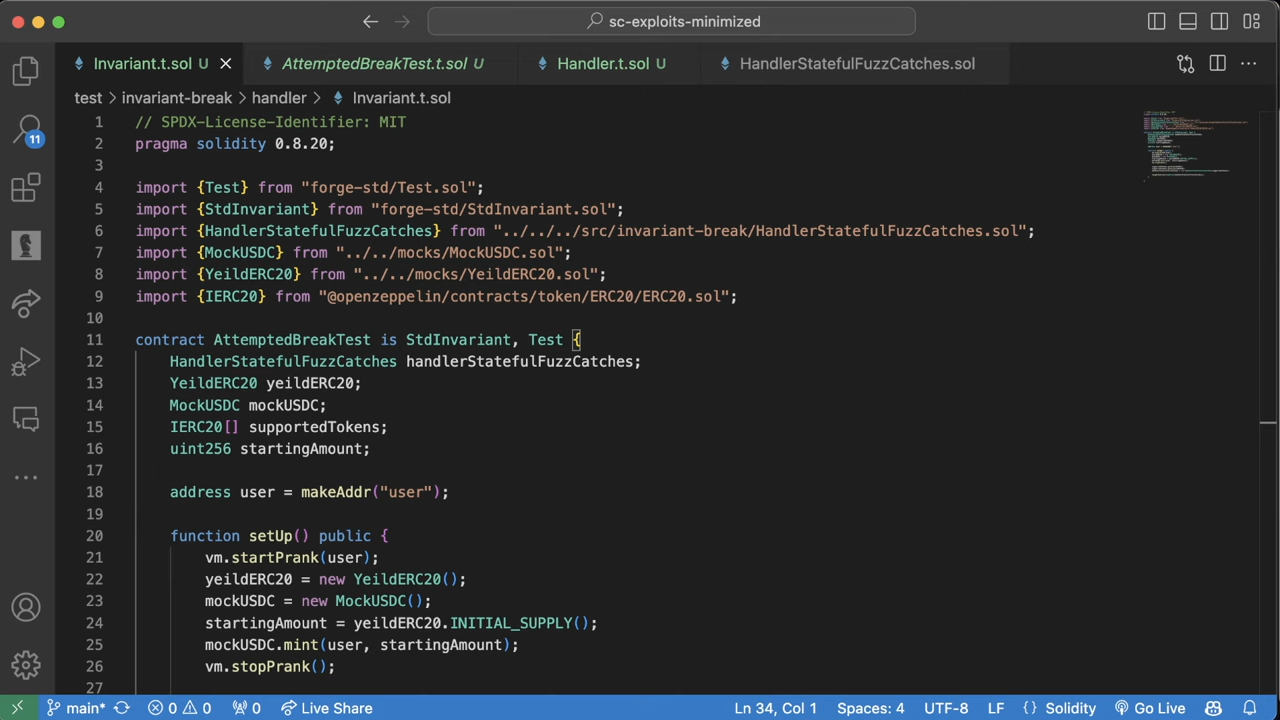 sc-exploits-minimized
Invariant.t.sol U
AttemptedBreakTest.t.sol U
Handler.t.sol U
HandlerStatefulFuzzCatches.sol
test > invariant-break > handler > Invariant.t.sol
11
1 // SPDX-License-Identifier: MIT
2 pragma solidity 0.8.20;
3
4 import {Test} from "forge-std/Test.sol";
5 import {StdInvariant} from "forge-std/StdInvariant.sol";
6 import {HandlerStatefulFuzzCatches} from "../../../src/invariant-break/HandlerStatefulFuzzCatches.sol";
7 import {MockUSDC} from "../../mocks/MockUSDC.sol";
8 import {YeildERC20} from "../../mocks/YeildERC20.sol";
9 import {IERC20} from "@openzeppelin/contracts/token/ERC20/ERC20.sol";
10
11 contract AttemptedBreakTest is StdInvariant, Test {
12 HandlerStatefulFuzzCatches handlerStatefulFuzzCatches;
13 YeildERC20 yeildERC20;
14 MockUSDC mockUSDC;
15 IERC20[] supportedTokens;
16 uint256 startingAmount;
17
18 address user = makeAddr("user");
19
20 function setUp() public {
21 vm.startPrank(user);
22 yeildERC20 = new YeildERC20();
23 mockUSDC = new MockUSDC();
24 startingAmount = yeildERC20.INITIAL_SUPPLY();
25 mockUSDC.mint(user, startingAmount);
26 vm.stopPrank();
27
main* 0 0 0 Live Share Ln 34, Col 1 Spaces: 4 UTF-8 LF {} Solidity Go Live